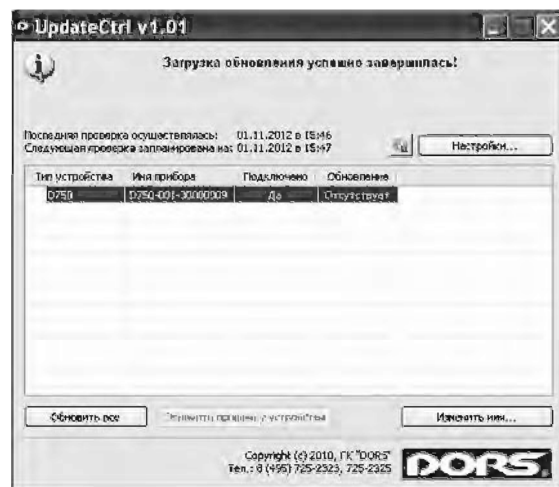 UpdateCtrl v1.01
Загрузка обновления успешно завершилась!
Последняя проверка осуществлялась: 01.11.2012 в 15:46
Следующая проверка запланирована на: 01.11.2012 в 15:47
Настройки...
Тип устройства Имя прибора Подключено Обновление
D750 D750-001-30000009 Да Отсутствует
Обновить все
Изменить имя...
Copyright (c) 2010, ГК "DORS"
Тел.: 8 (495) 725-2323, 725-2325
DORS